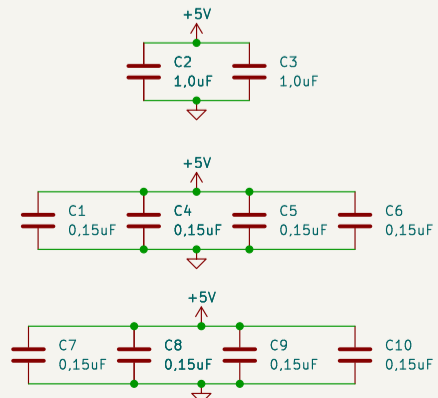 +5V
C2 C3
1,0uF 1,0uF
+5V
C1 C4 C5 C6
0,15uF 0,15uF 0,15uF 0,15uF
+5V
C7 C8 C9 C10
0,15uF 0,15uF 0,15uF 0,15uF